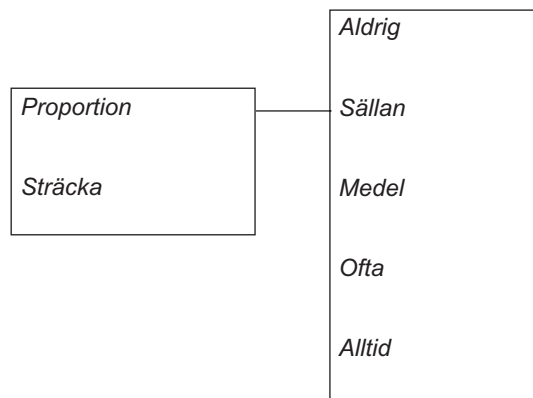 Proportion
Sträcka
Aldrig
Sällan
Medel
Ofta
Alltid